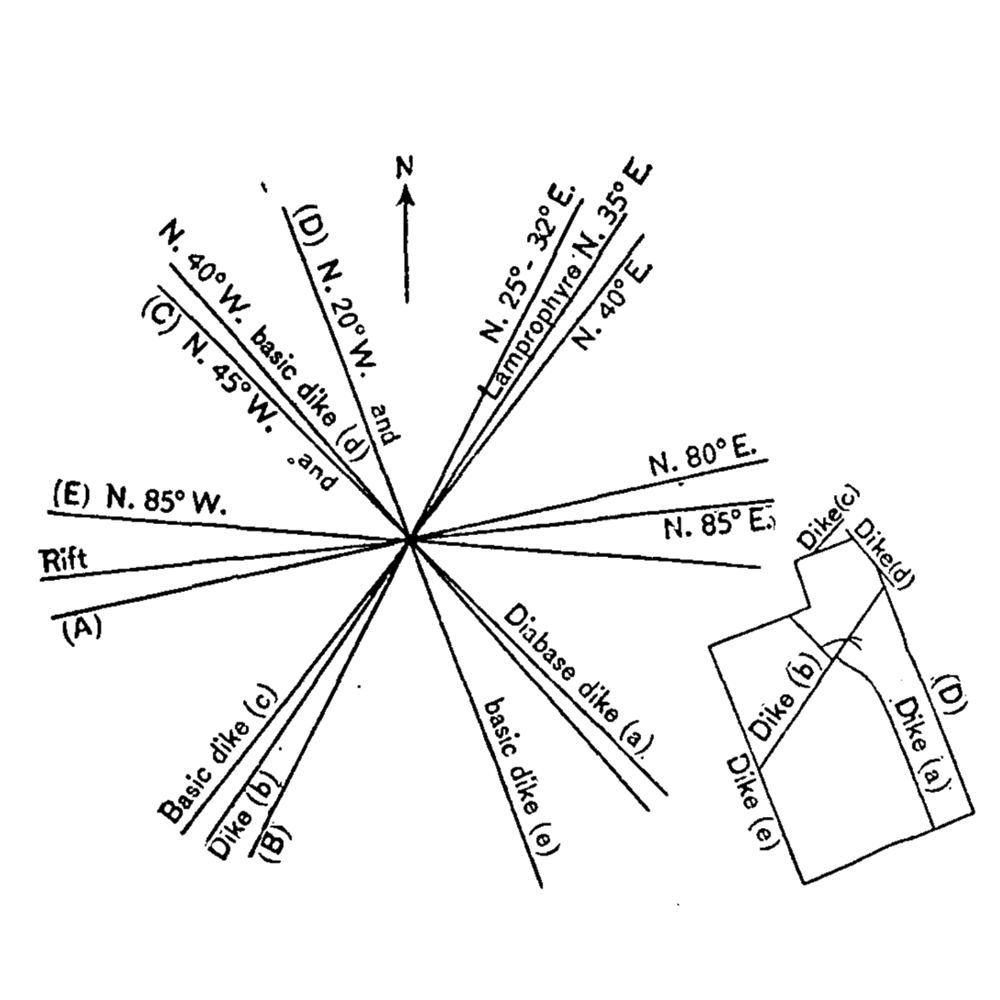 N
(D) N. 20° W. and
N. 40° W. basic dike (d)
(C) N. 45° W. and
N. 25° - 32° E.
Lamprophyre N. 35° E.
N. 40° E.
N. 80° E.
N. 85° E.
(E) N. 85° W.
Rift
(A)
Basic dike (c)
Dike (b)
(B)
basic dike (e)
Diabase dike (a)
Dike(c)
Dike(d)
Dike (b)
(D)
Dike (a)
Dike (e)